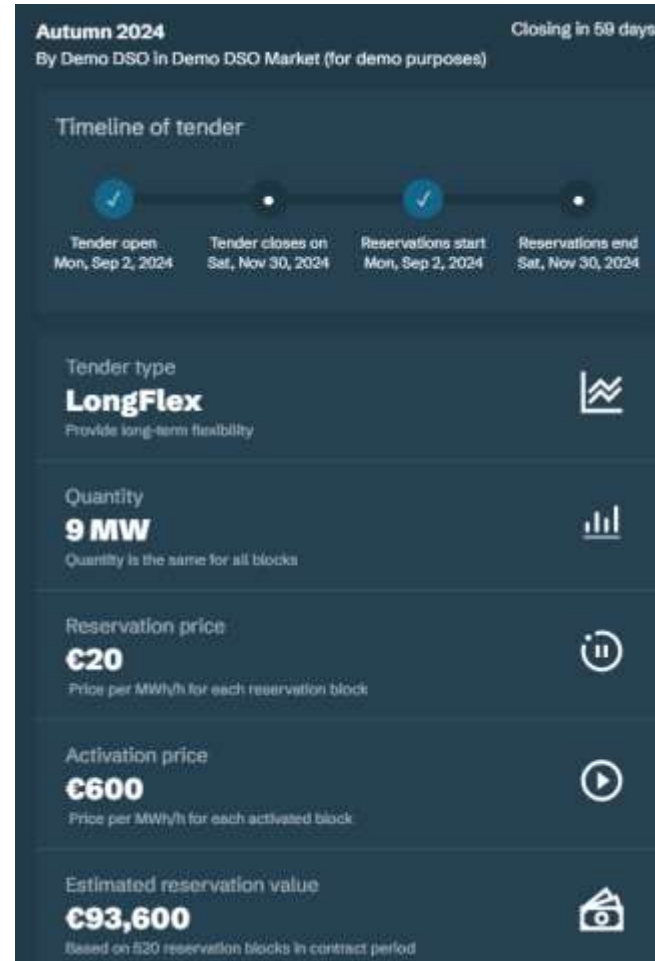 Autumn 2024
Closing in 59 days
By Demo DSO in Demo DSO Market (for demo purposes)
Timeline of tender
Tender open
Mon, Sep 2, 2024
Tender closes on
Sat, Nov 30, 2024
Reservations start
Mon, Sep 2, 2024
Reservations end
Sat, Nov 30, 2024
Tender type
LongFlex
Provide long-term flexibility
Quantity
9 MW
Quantity is the same for all blocks
Reservation price
€20
Price per MWh/h for each reservation block
Activation price
€600
Price per MWh/h for each activated block
Estimated reservation value
€93,600
Based on 520 reservation blocks in contract period